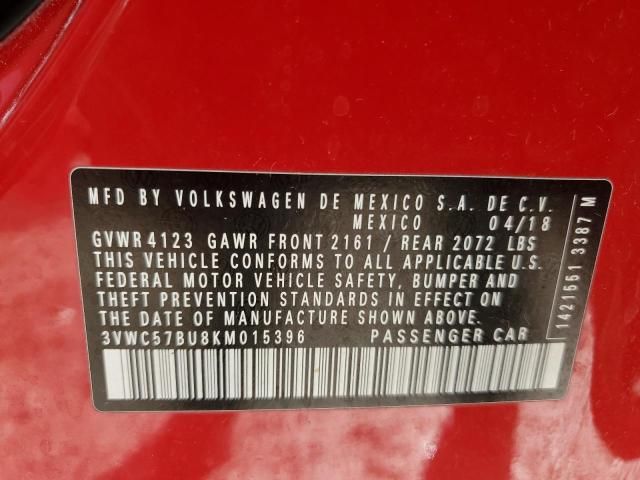 MFD BY VOLKSWAGEN DE MEXICO S.A. DE C.V.
MEXICO 04/18
GVWR 4123 GAWR FRONT 2161 / REAR 2072 LBS
THIS VEHICLE CONFORMS TO ALL APPLICABLE U.S.
FEDERAL MOTOR VEHICLE SAFETY, BUMPER AND
THEFT PREVENTION STANDARDS IN EFFECT ON
THE DATE OF MANUFACTURE SHOWN ABOVE.
3VWC57BU8KM015396 PASSENGER CAR
1421551 3387 M